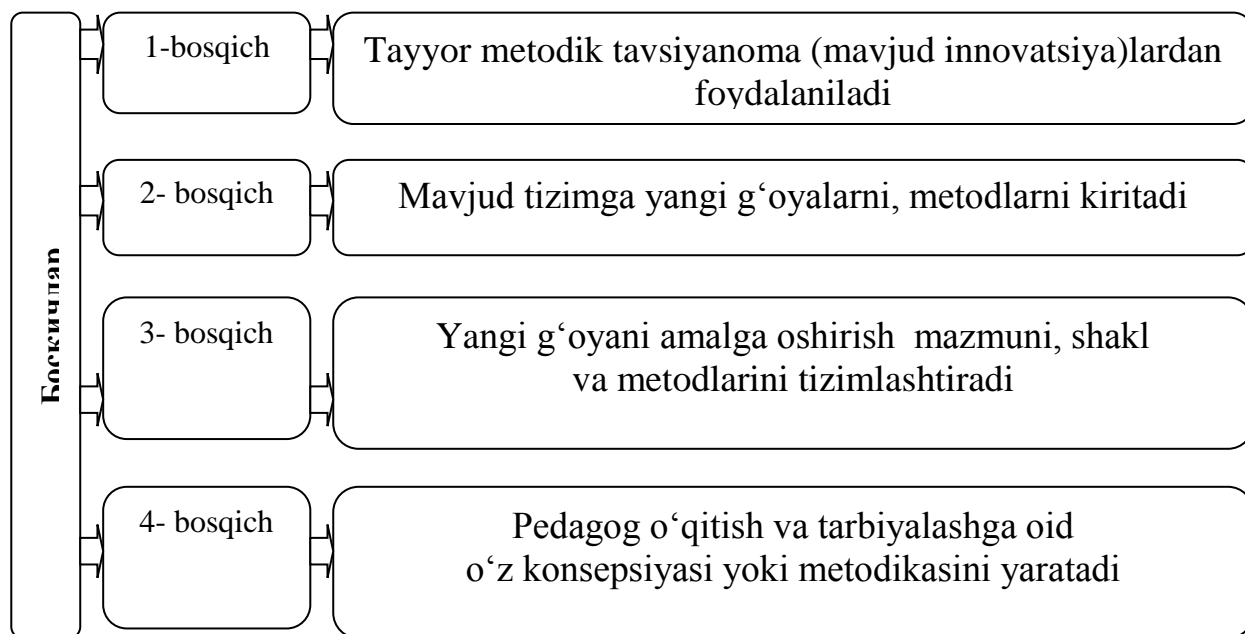 Боскичлар
1-bosqich
Tayyor metodik tavsiyanoma (mavjud innovatsiya)lardan
foydalaniladi
2- bosqich
Mavjud tizimga yangi g‘oyalarni, metodlarni kiritadi
3- bosqich
Yangi g‘oyani amalga oshirish mazmuni, shakl
va metodlarini tizimlashtiradi
4- bosqich
Pedagog o‘qitish va tarbiyalashga oid
o‘z konsepsiyasi yoki metodikasini yaratadi